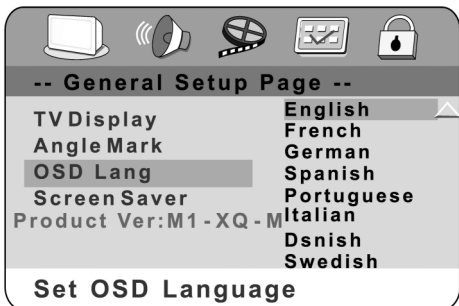 -- General Setup Page --
TV Display
Angle Mark
OSD Lang
Screen Saver
Product Ver:M1-XQ-M
English
French
German
Spanish
Portuguese
Italian
Dsnish
Swedish
Set OSD Language